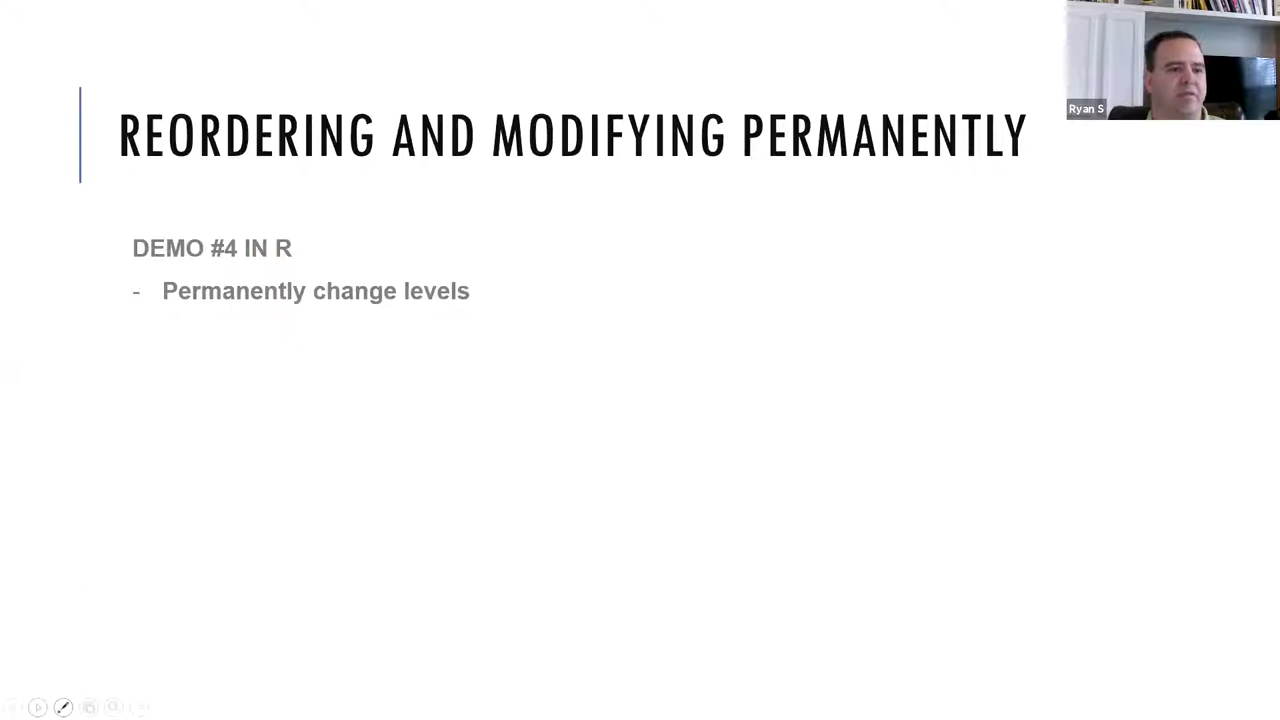 REORDERING AND MODIFYING PERMANENTLY
Ryan S
DEMO #4 IN R
- Permanently change levels